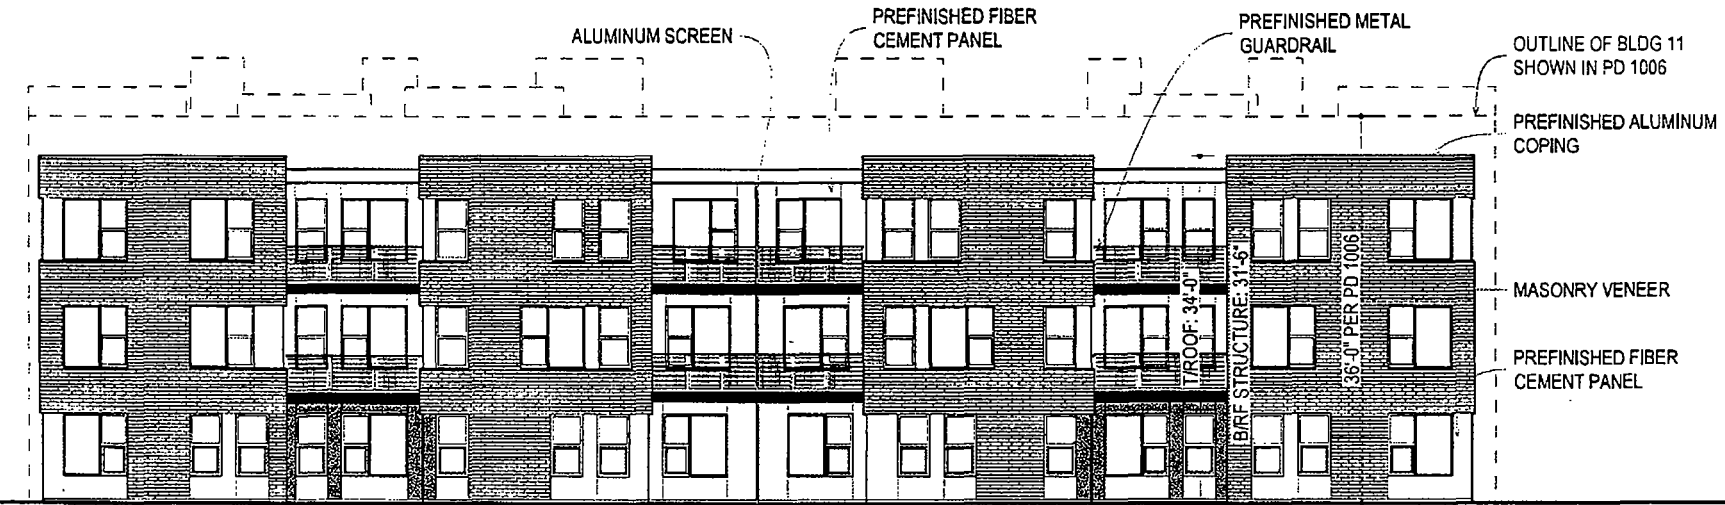 PREFINISHED FIBER
CEMENT PANEL
ALUMINUM SCREEN
PREFINISHED METAL
GUARDRAIL
OUTLINE OF BLDG 11
SHOWN IN PD 1006
PREFINISHED ALUMINUM
COPING
T/ROOF: 34'-0"
B/RF STRUCTURE: 31'-6"
36'-0" PER PD 1006
MASONRY VENEER
PREFINISHED FIBER
CEMENT PANEL